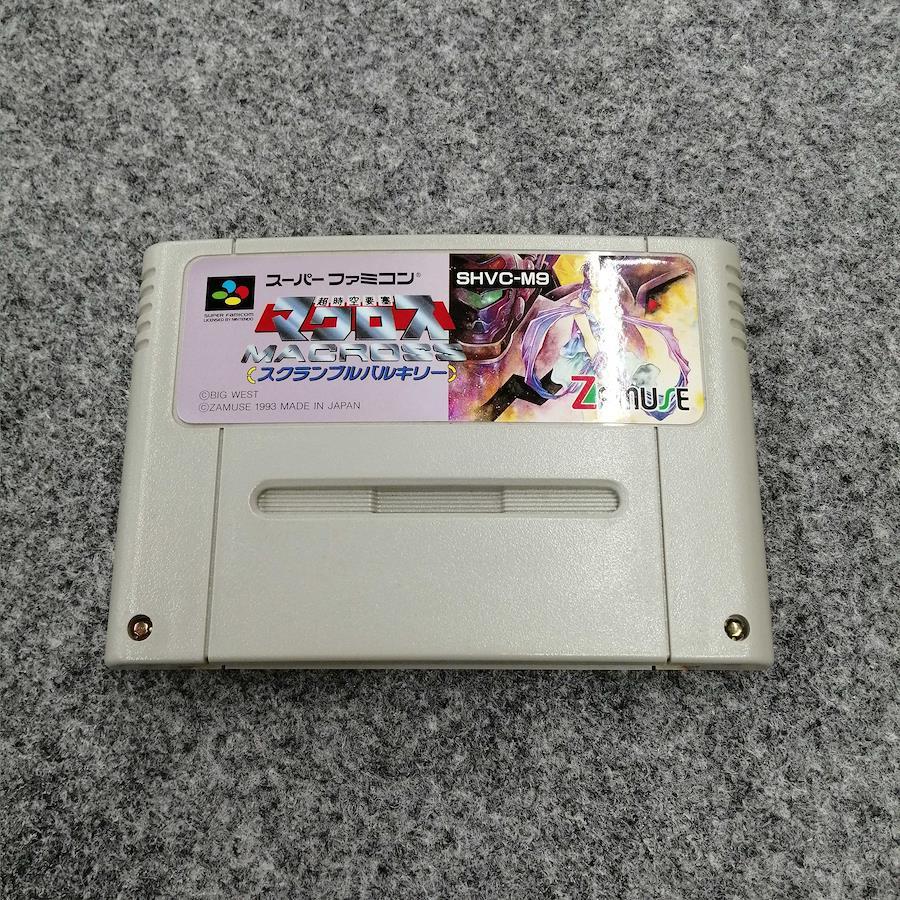 スーパーファミコン®
SHVC-M9
SUPER FAMICOM
LICENSED BY NINTENDO
超時空要塞
マクロス
MACROSS
スクランブルバルキリー
©BIG WEST
©ZAMUSE 1993 MADE IN JAPAN
ZAMUSE